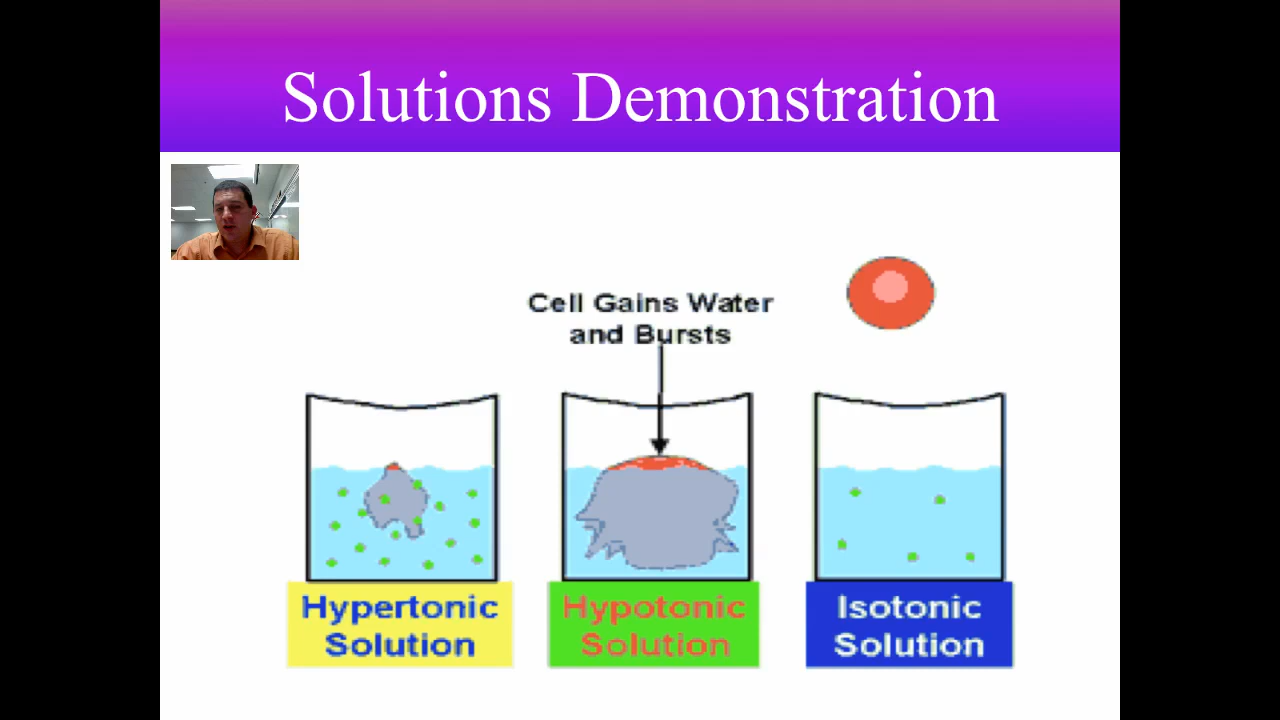 Solutions Demonstration
Cell Gains Water
and Bursts
Hypertonic
Solution
Hypotonic
Solution
Isotonic
Solution